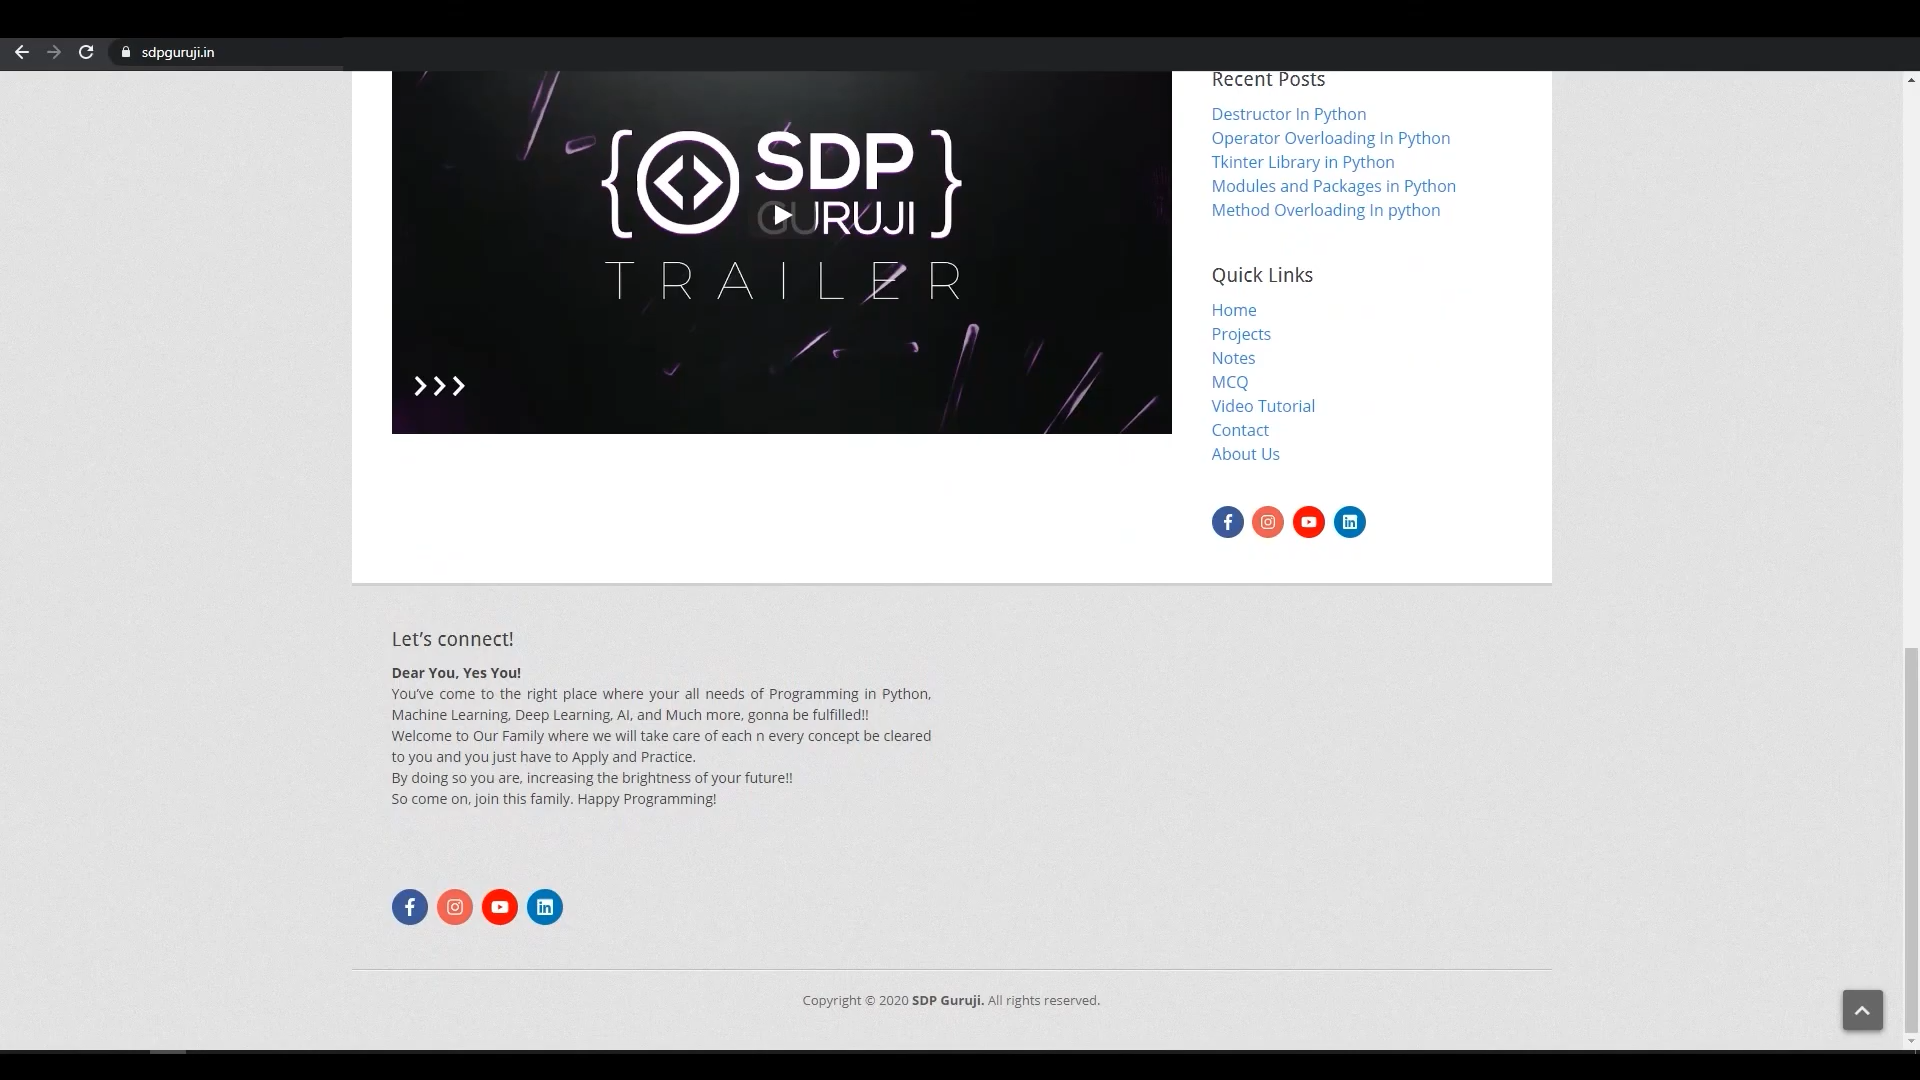 sdpguruji.in
SDP
GURUJI
TRAILER
Recent Posts
Destructor In Python
Operator Overloading In Python
Tkinter Library in Python
Modules and Packages in Python
Method Overloading In python
Quick Links
Home
Projects
Notes
MCQ
Video Tutorial
Contact
About Us
Let's connect!
Dear You, Yes You!
You've come to the right place where your all needs of Programming in Python,
Machine Learning, Deep Learning, AI, and Much more, gonna be fulfilled!!
Welcome to Our Family where we will take care of each n every concept be cleared
to you and you just have to Apply and Practice.
By doing so you are, increasing the brightness of your future!!
So come on, join this family. Happy Programming!
Copyright © 2020 SDP Guruji. All rights reserved.